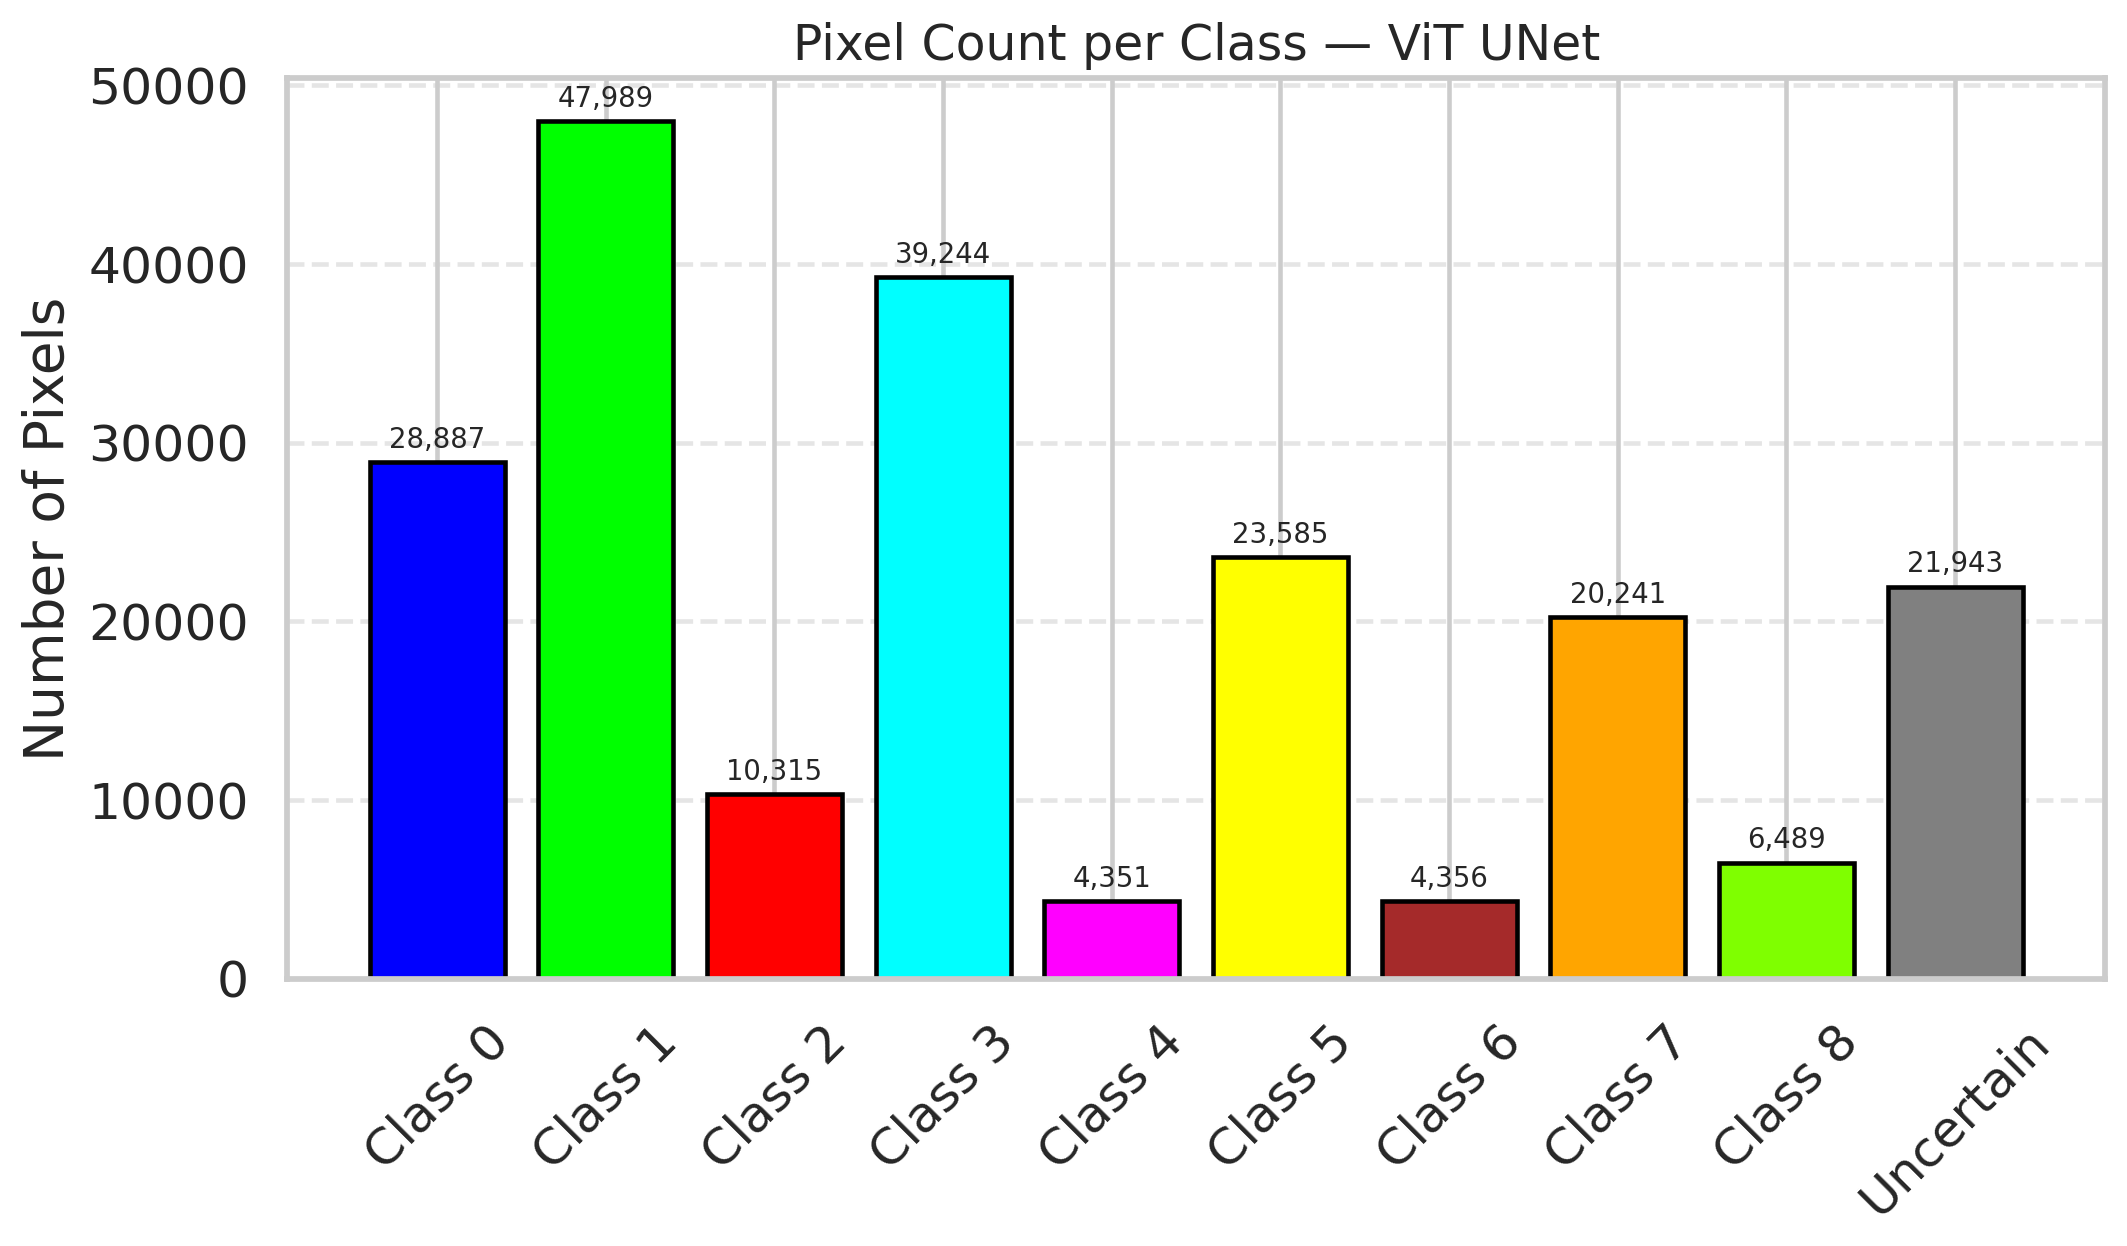 Pixel Count per Class — ViT UNet
Number of Pixels
50000
40000
30000
20000
10000
0
28,887
47,989
10,315
39,244
4,351
23,585
4,356
20,241
6,489
21,943
Class 0
Class 1
Class 2
Class 3
Class 4
Class 5
Class 6
Class 7
Class 8
Uncertain